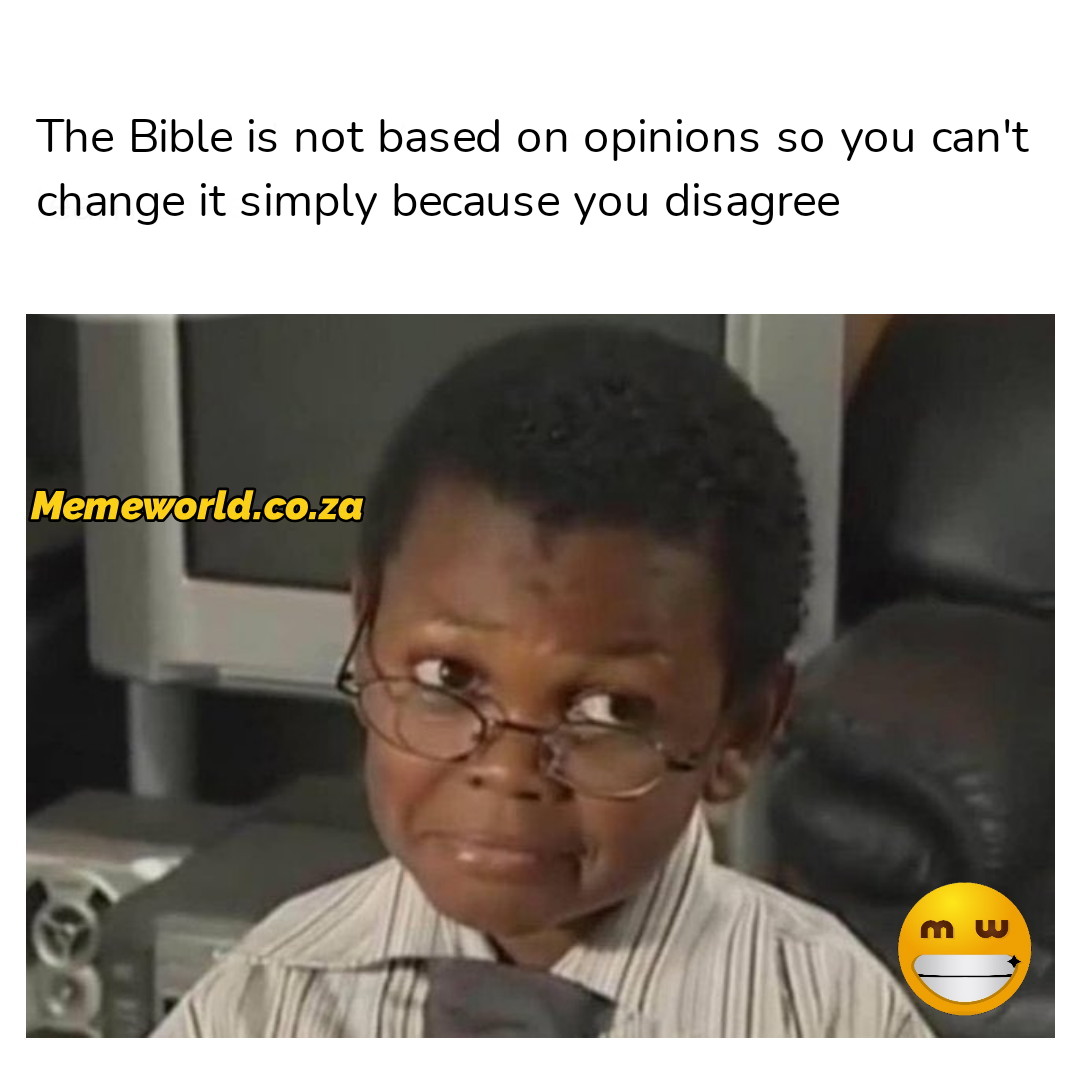 The Bible is not based on opinions so you can't
change it simply because you disagree
Memeworld.co.za
m w